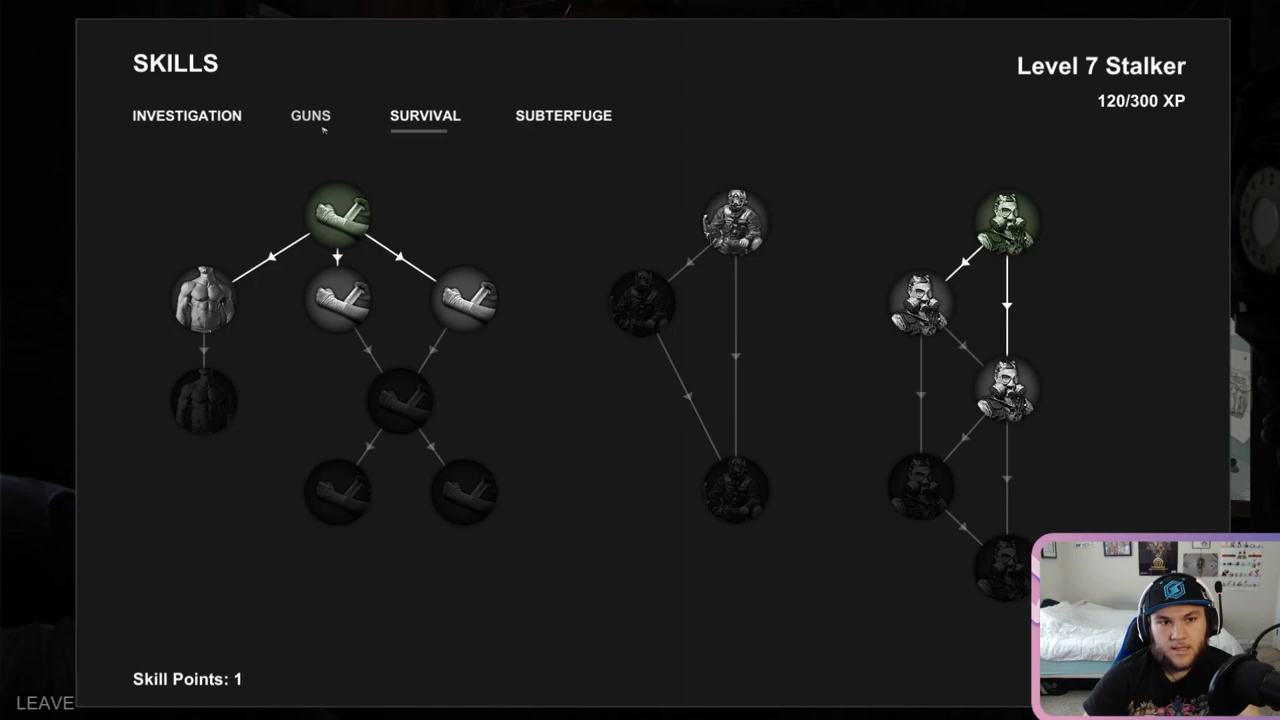 SKILLS
Level 7 Stalker
120/300 XP
INVESTIGATION GUNS SURVIVAL SUBTERFUGE
Skill Points: 1
LEAVE